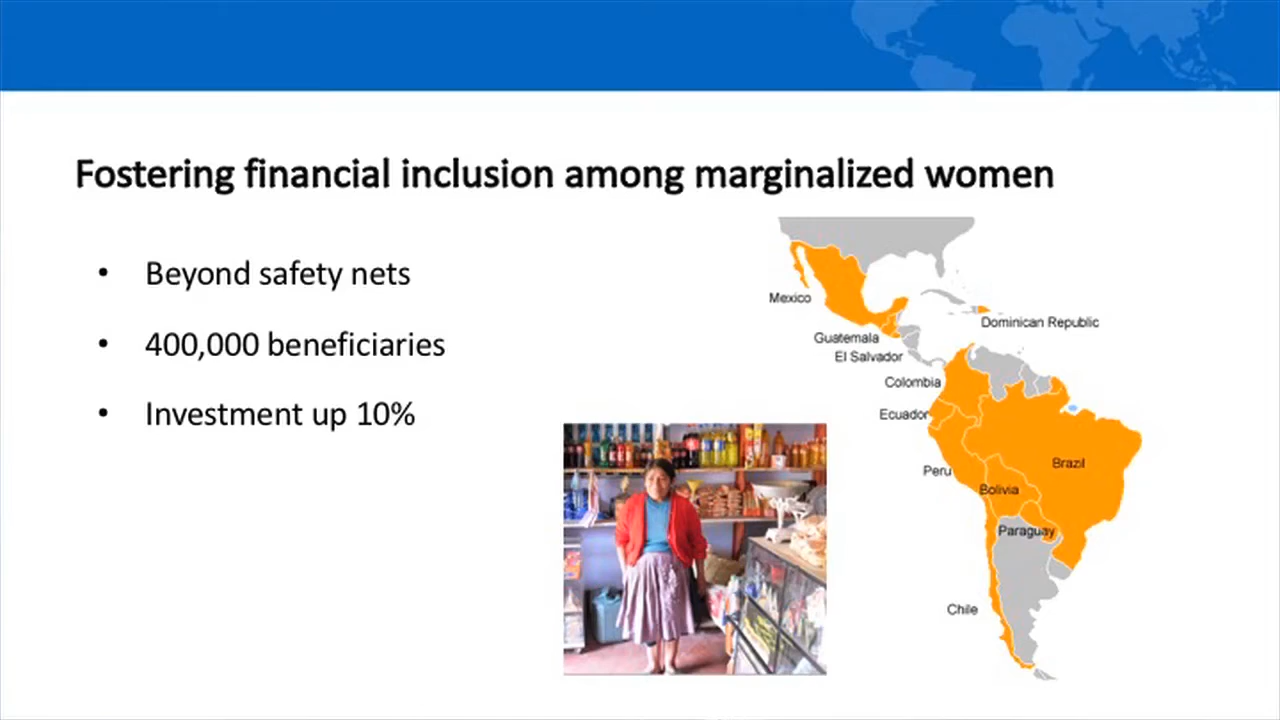 Fostering financial inclusion among marginalized women
• Beyond safety nets
• 400,000 beneficiaries
• Investment up 10%
Mexico
Dominican Republic
Guatemala
El Salvador
Colombia
Ecuador
Peru
Brazil
Bolivia
Paraguay
Chile